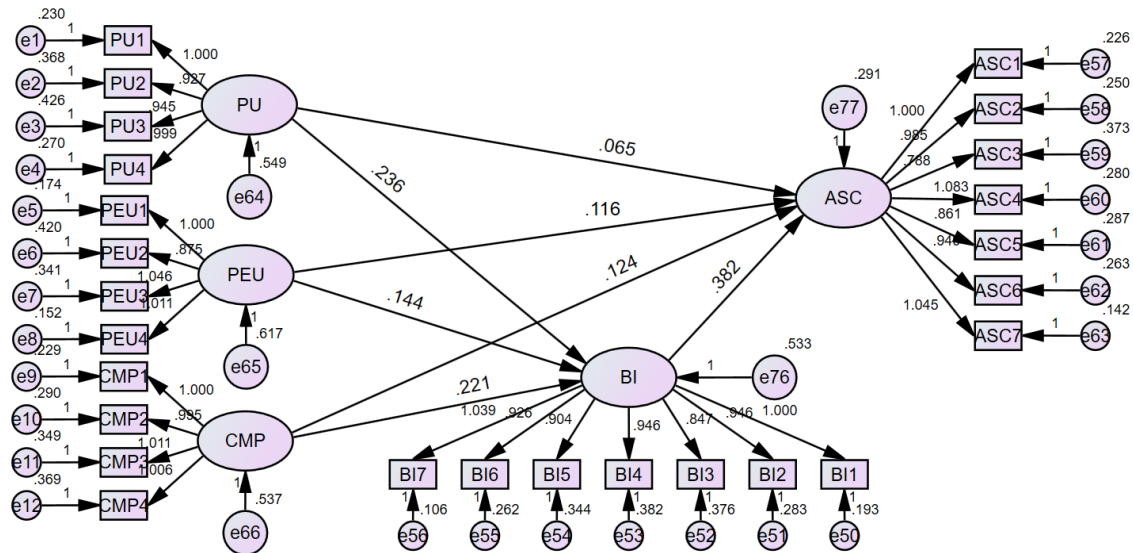 .230
e1 1 PU1
1.000
.368
e2 1 PU2
.927
.426
e3 1 PU3
.945
.270
e4 1 PU4
.999
PU
1
.549
e64
.174
e5 1 PEU1
1.000
.420
e6 1 PEU2
.875
.341
e7 1 PEU3
1.046
.152
e8 1 PEU4
1.011
PEU
1
.617
e65
.229
e9 1 CMP1
1.000
.290
e10 1 CMP2
.995
.349
e11 1 CMP3
1.011
.369
e12 1 CMP4
1.006
CMP
1
.537
e66
.065
.236
.116
.144
.124
.221
.382
.291
e77
1
ASC
.226
ASC1 1 e57
1.000
.250
ASC2 1 e58
.985
.373
ASC3 1 e59
.788
.280
ASC4 1 e60
1.083
.287
ASC5 1 e61
.861
.263
ASC6 1 e62
.142
ASC7 1 e63
1.045
BI
1
.533
e76
1.039 .926 .904 .946 .847 .946 1.000
BI7 BI6 BI5 BI4 BI3 BI2 BI1
1 1 1 1 1 1 1
.106 .262 .344 .382 .376 .283 .193
e56 e55 e54 e53 e52 e51 e50